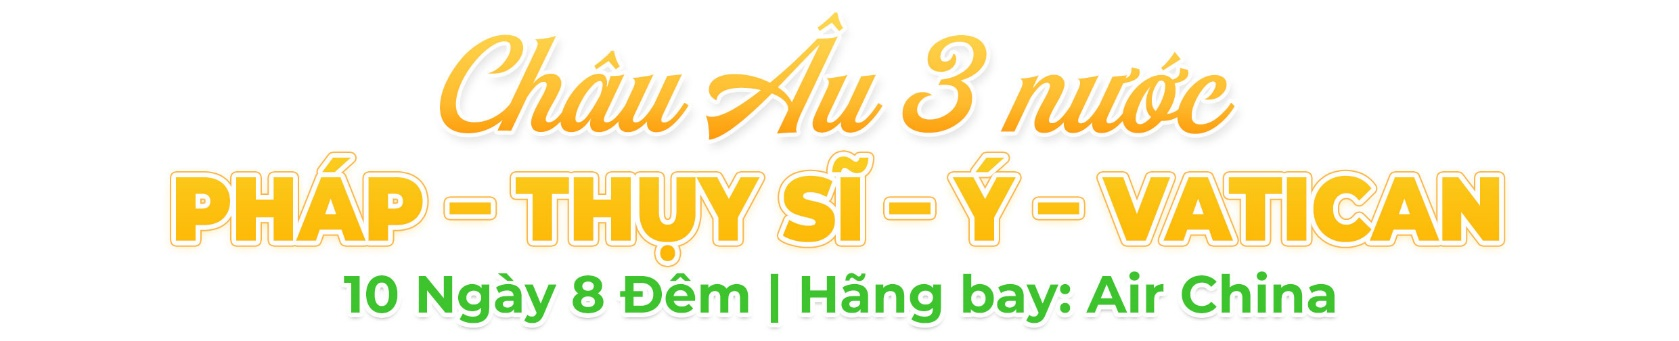 Châu Âu 3 nước
PHÁP – THỤY SĨ – Ý – VATICAN
10 Ngày 8 Đêm | Hãng bay: Air China